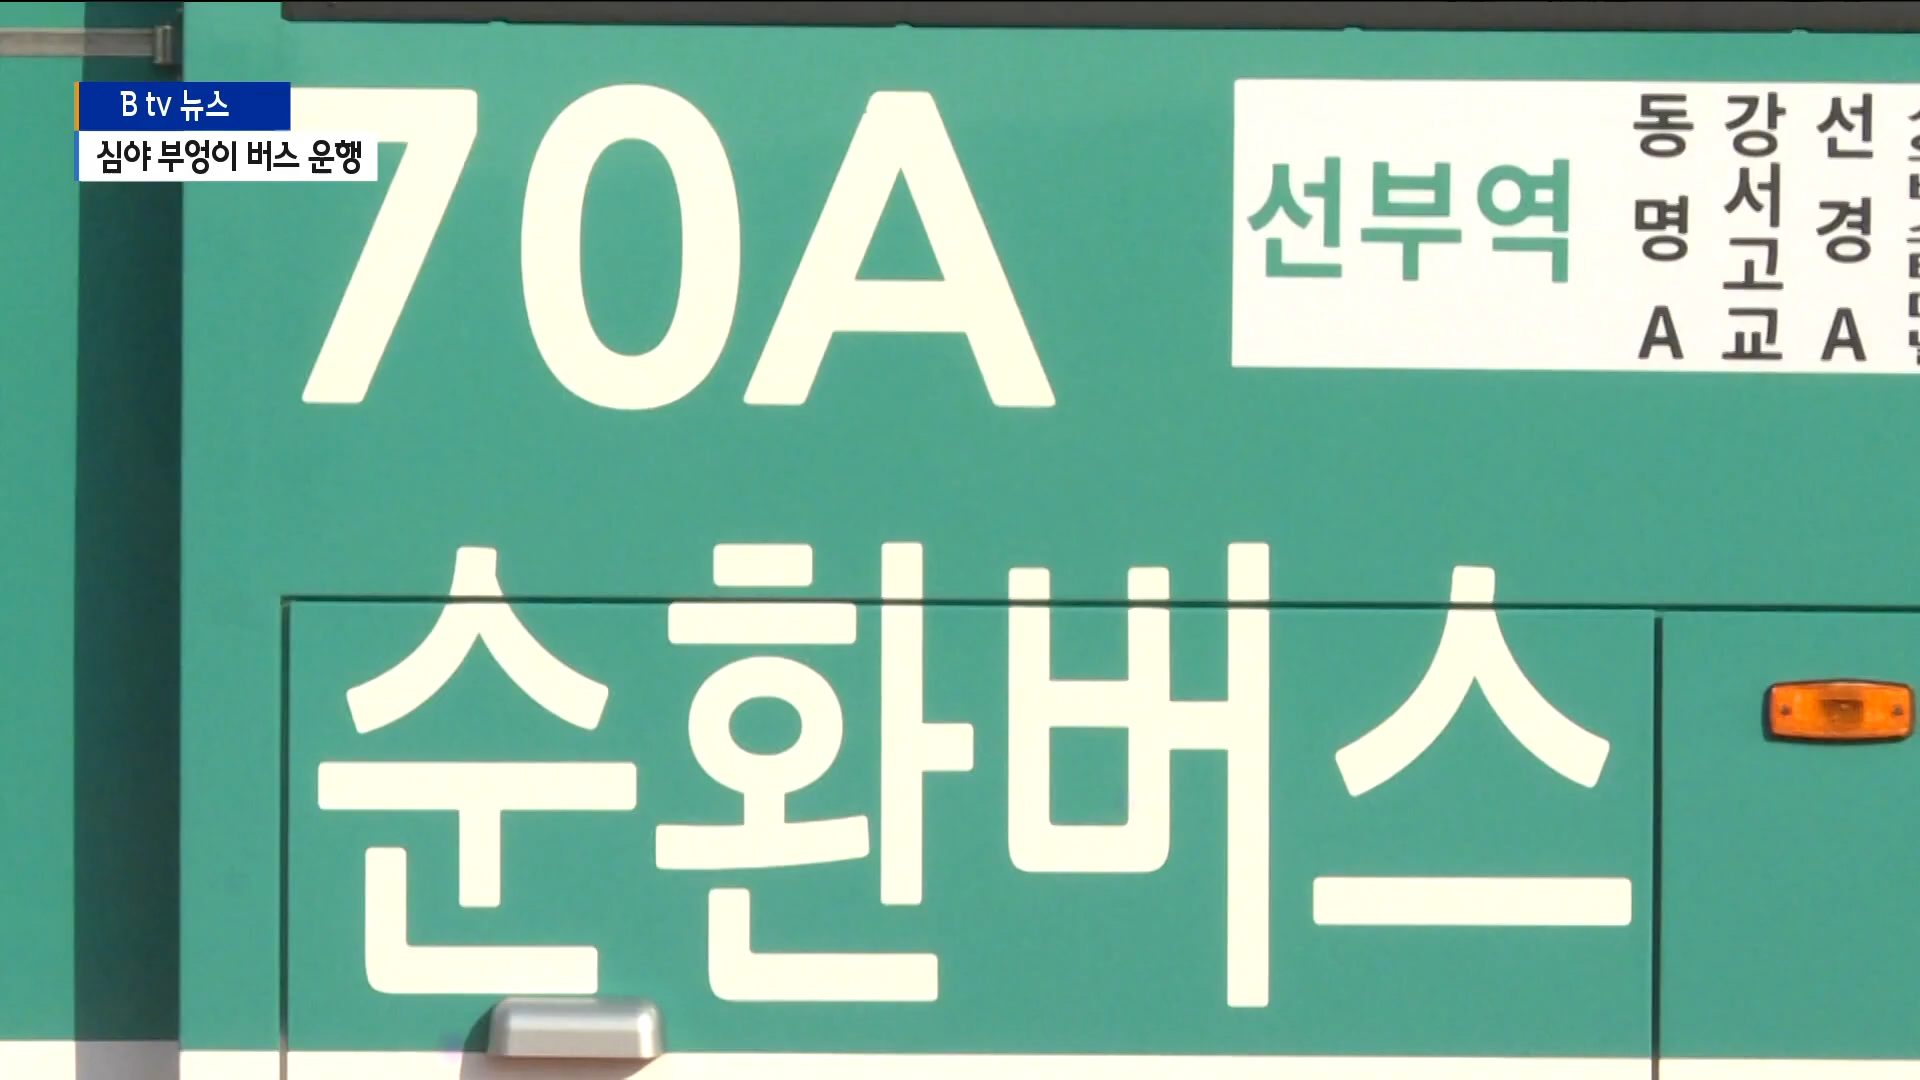 B tv 뉴스
심야 부엉이 버스 운행
70A
선부역
동명A
강서고교
선경A
순환버스